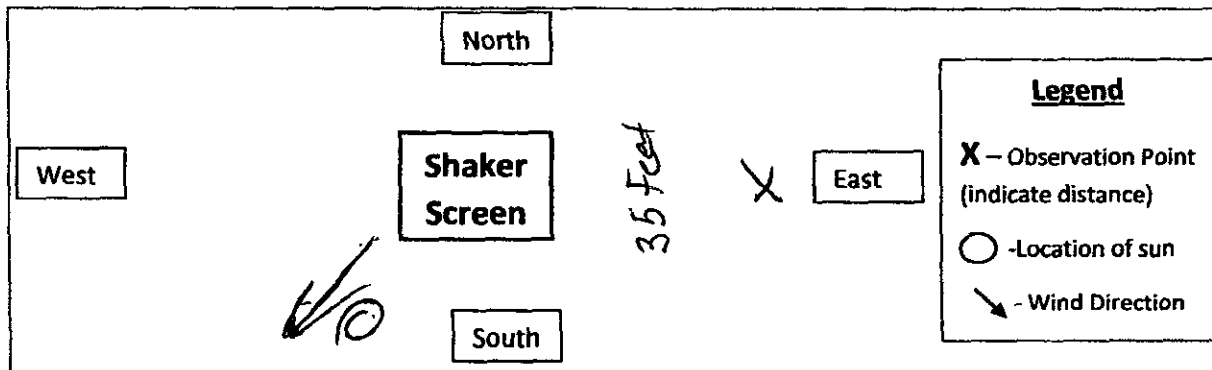 North
West
Shaker
Screen
35 Feet
X
East
South
Legend
X – Observation Point
(indicate distance)
-Location of sun
- Wind Direction